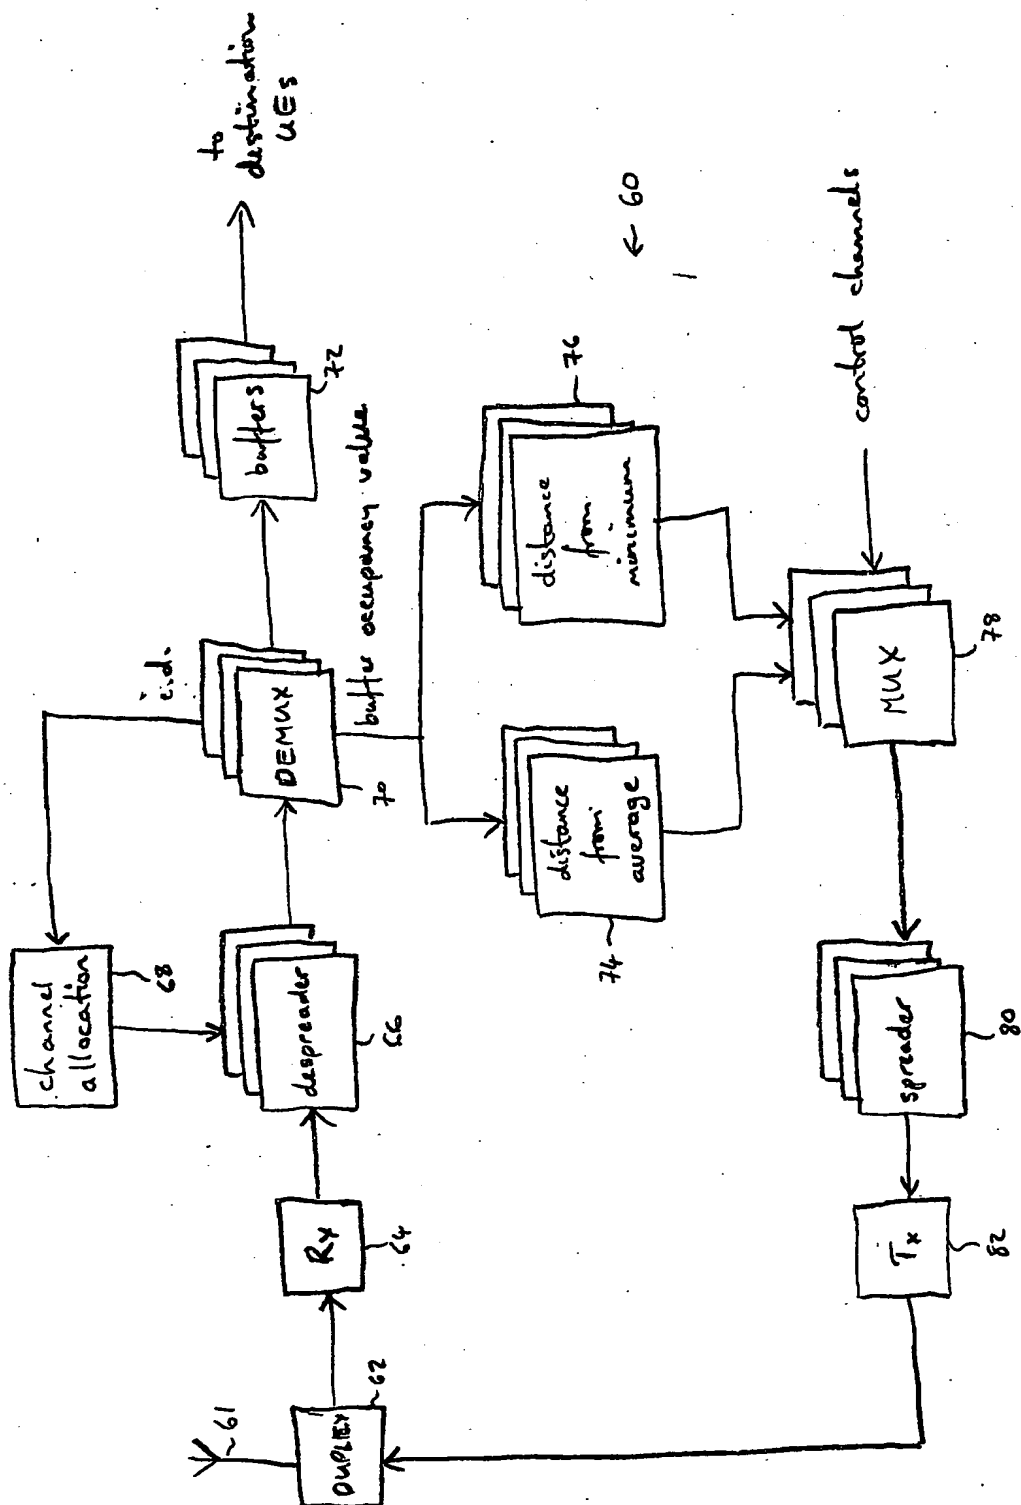 to
destination
UEs
buffers
72
i.d.
DEMUX
70
buffer occupancy value
channel
allocation
68
despreader
66
Rx
64
DUPLEX
62
61
← 60
distance
from
minimum
76
distance
from
average
74
control channels
MUX
78
spreader
80
Tx
82